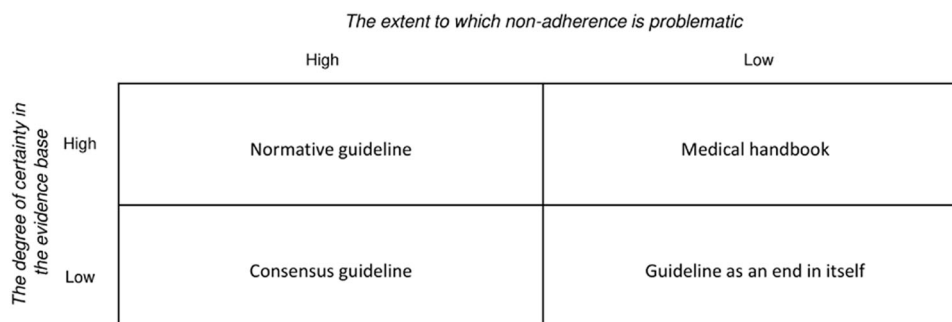 The extent to which non-adherence is problematic
High
Low
The degree of certainty in
the evidence base
High
Normative guideline
Medical handbook
Low
Consensus guideline
Guideline as an end in itself